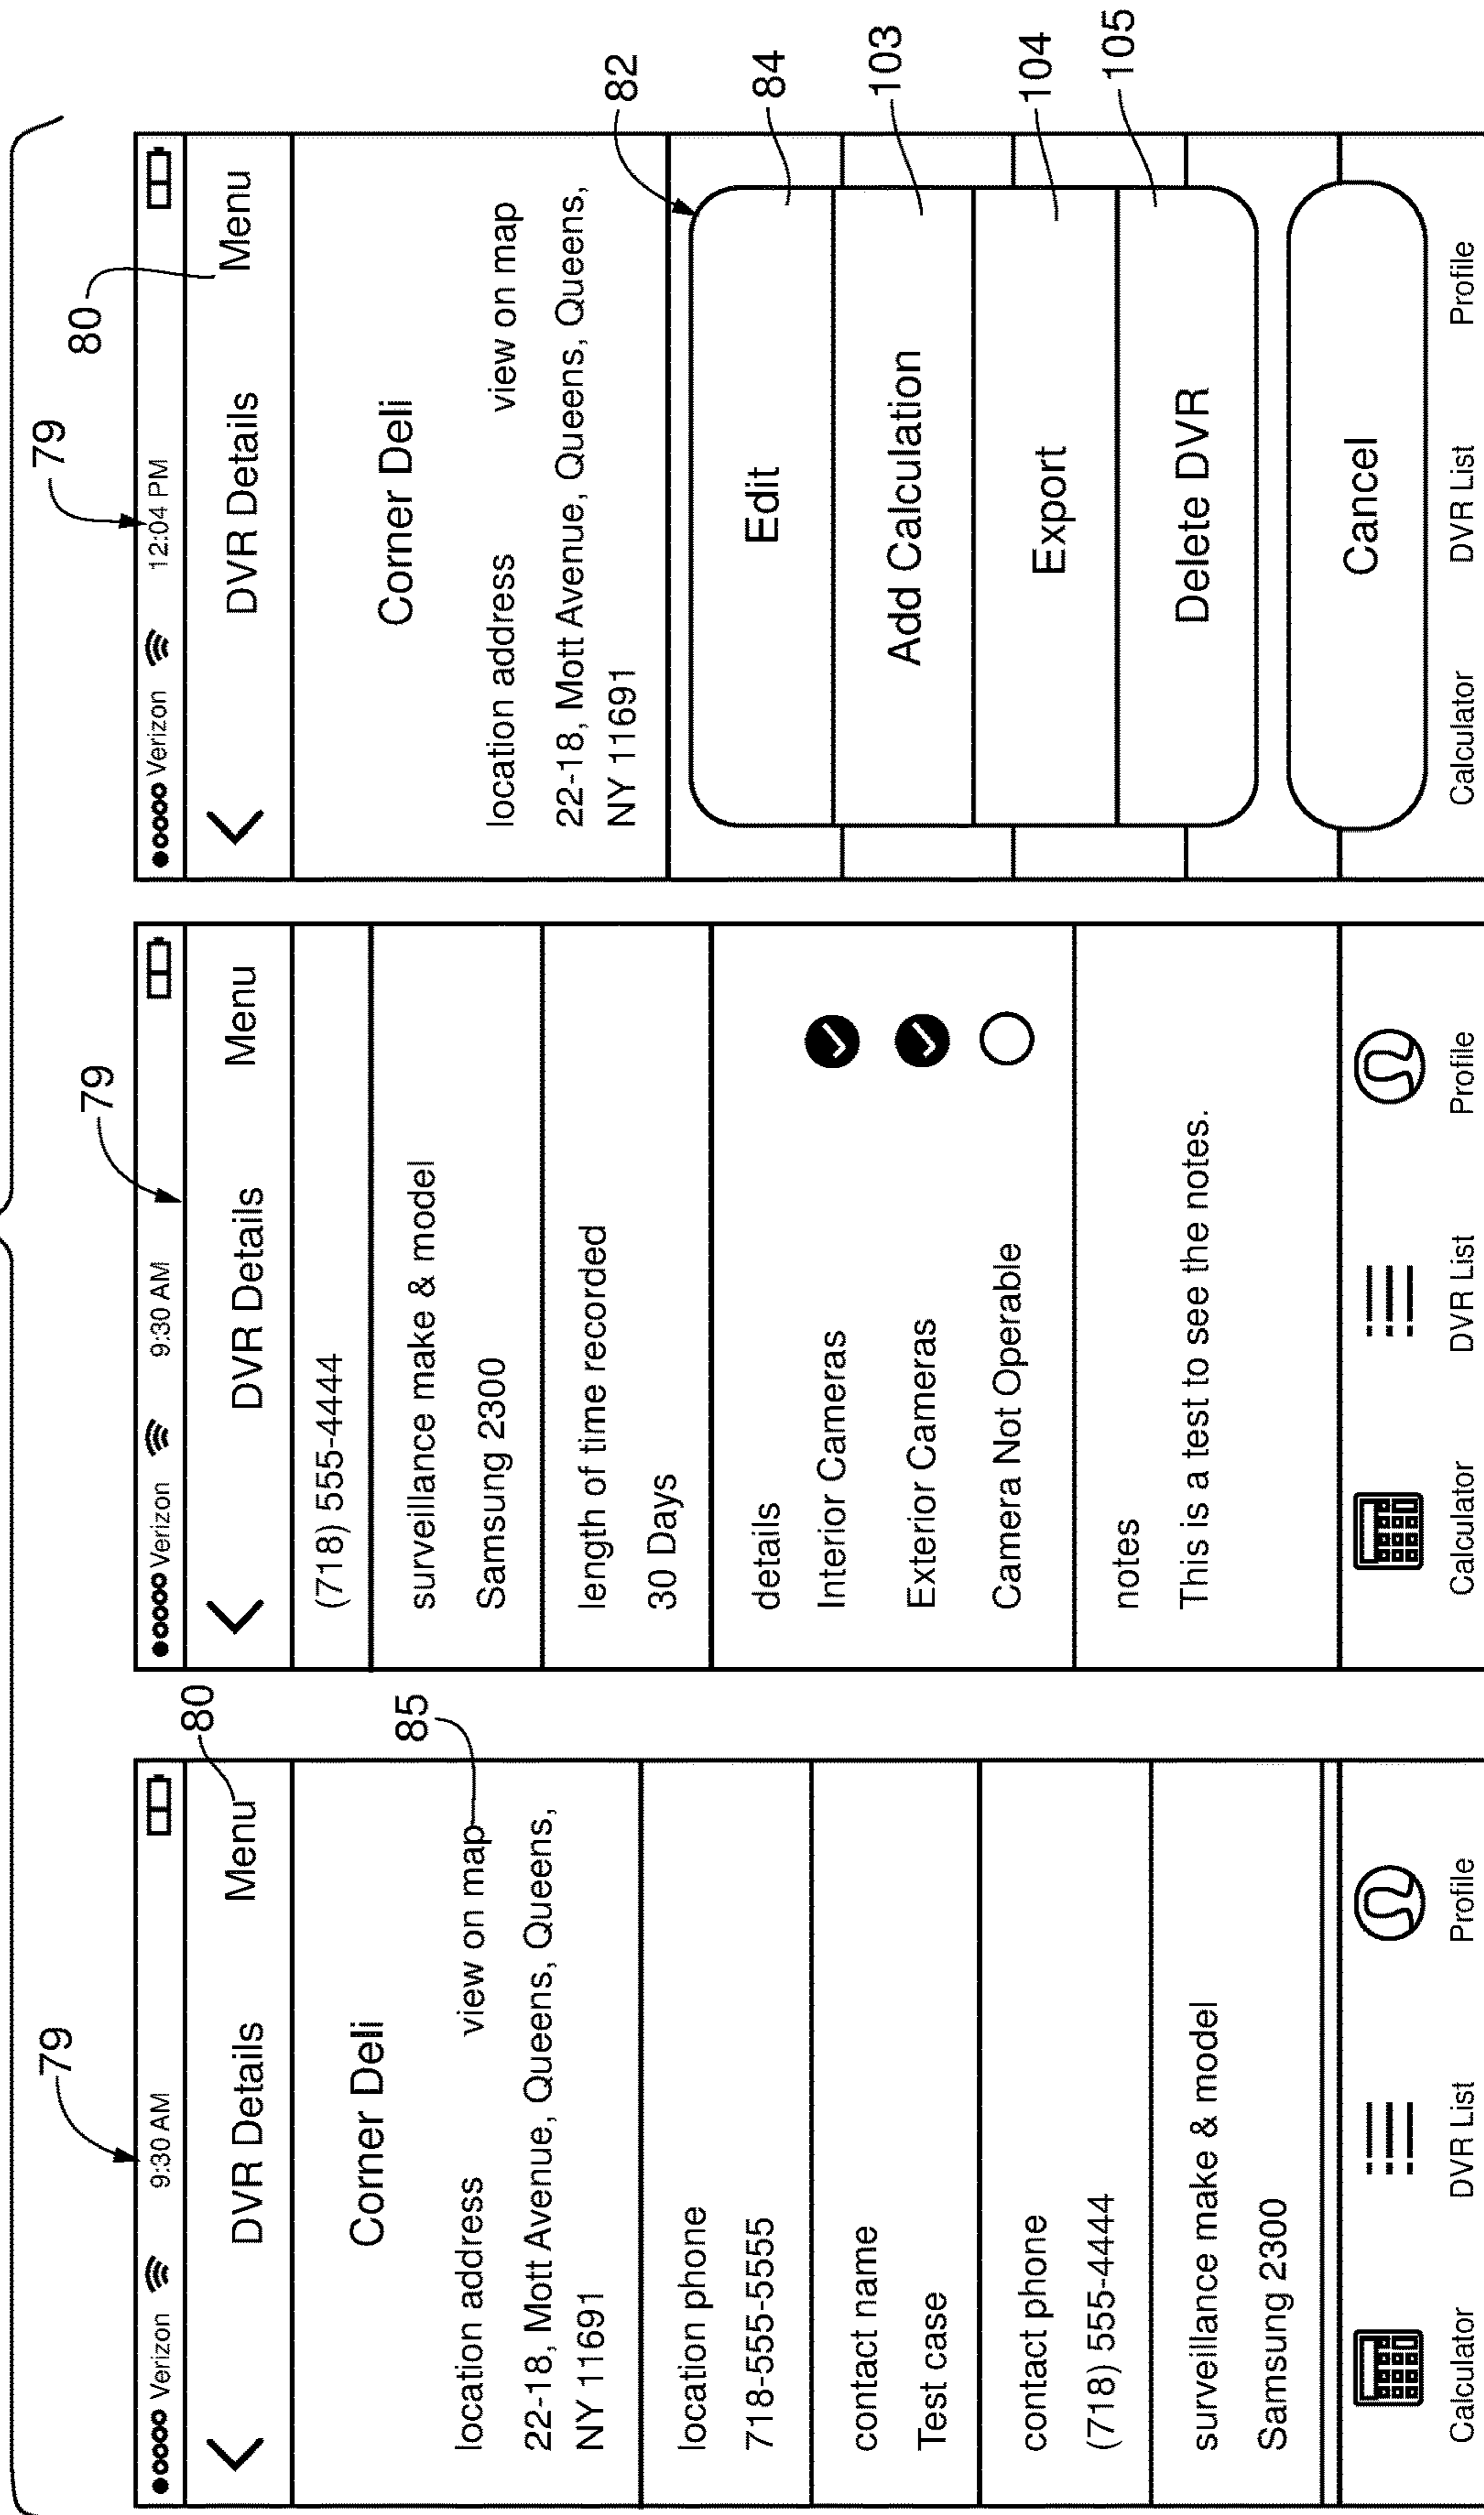 79
80
Verizon 9:30 AM
DVR Details Menu
Corner Deli
location address view on map
85
22-18, Mott Avenue, Queens, Queens,
NY 11691
location phone
718-555-5555
contact name
Test case
contact phone
(718) 555-4444
surveillance make & model
Samsung 2300
Calculator DVR List Profile
79
Verizon 9:30 AM
DVR Details Menu
(718) 555-4444
surveillance make & model
Samsung 2300
length of time recorded
30 Days
details
Interior Cameras
Exterior Cameras
Camera Not Operable
notes
This is a test to see the notes.
Calculator DVR List Profile
79
80
Verizon 12:04 PM
DVR Details Menu
Corner Deli
location address view on map
22-18, Mott Avenue, Queens, Queens,
NY 11691
82
Edit
84
Add Calculation
103
Export
104
Delete DVR
105
Cancel
Calculator DVR List Profile